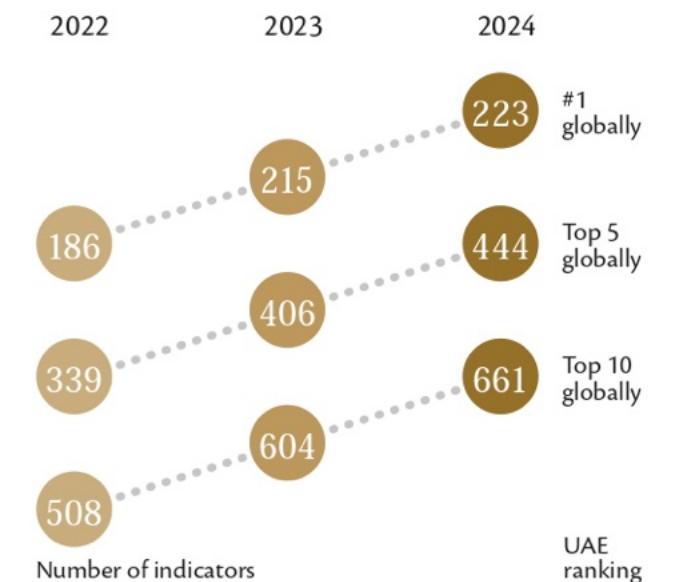 2022 2023 2024
223
#1
globally
215
186
444
Top 5
globally
406
339
661
Top 10
globally
604
508
Number of indicators
UAE
ranking